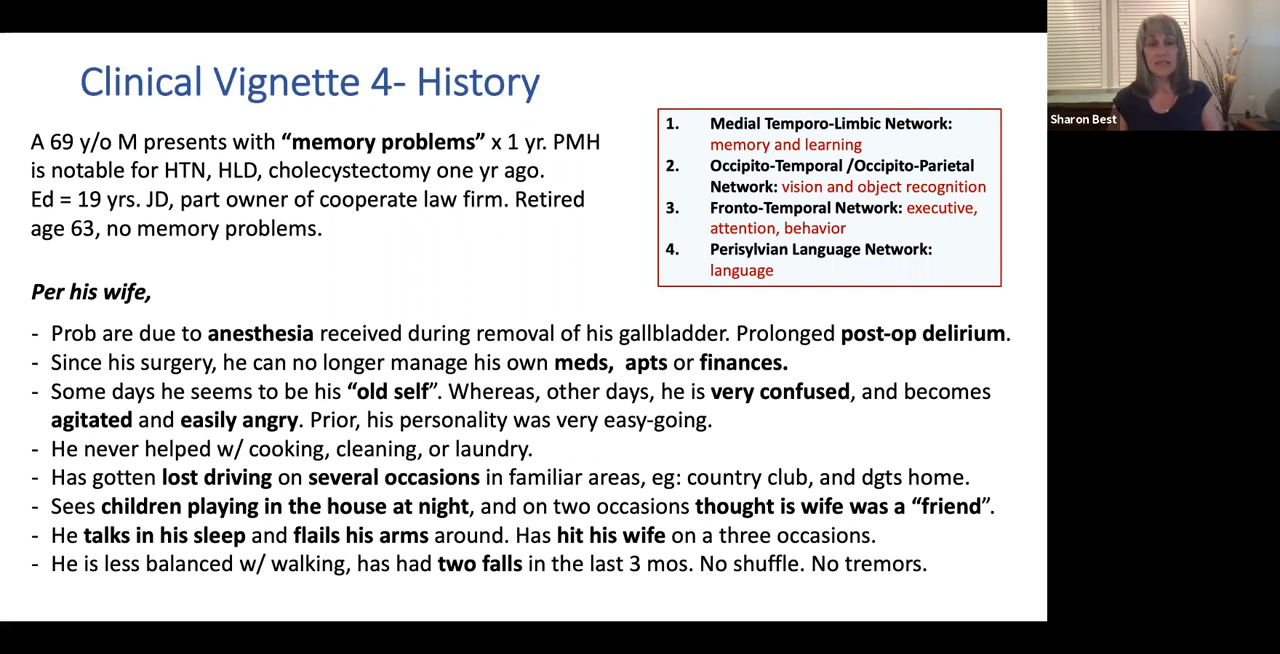 Clinical Vignette 4- History
A 69 y/o M presents with “memory problems” x 1 yr. PMH
is notable for HTN, HLD, cholecystectomy one yr ago.
Ed = 19 yrs. JD, part owner of cooperate law firm. Retired
age 63, no memory problems.
1. Medial Temporo-Limbic Network:
memory and learning
2. Occipito-Temporal /Occipito-Parietal
Network: vision and object recognition
3. Fronto-Temporal Network: executive,
attention, behavior
4. Perisylvian Language Network:
language
Per his wife,
- Prob are due to anesthesia received during removal of his gallbladder. Prolonged post-op delirium.
- Since his surgery, he can no longer manage his own meds, apts or finances.
- Some days he seems to be his “old self”. Whereas, other days, he is very confused, and becomes
agitated and easily angry. Prior, his personality was very easy-going.
- He never helped w/ cooking, cleaning, or laundry.
- Has gotten lost driving on several occasions in familiar areas, eg: country club, and dgts home.
- Sees children playing in the house at night, and on two occasions thought is wife was a “friend”.
- He talks in his sleep and flails his arms around. Has hit his wife on a three occasions.
- He is less balanced w/ walking, has had two falls in the last 3 mos. No shuffle. No tremors.
Sharon Best